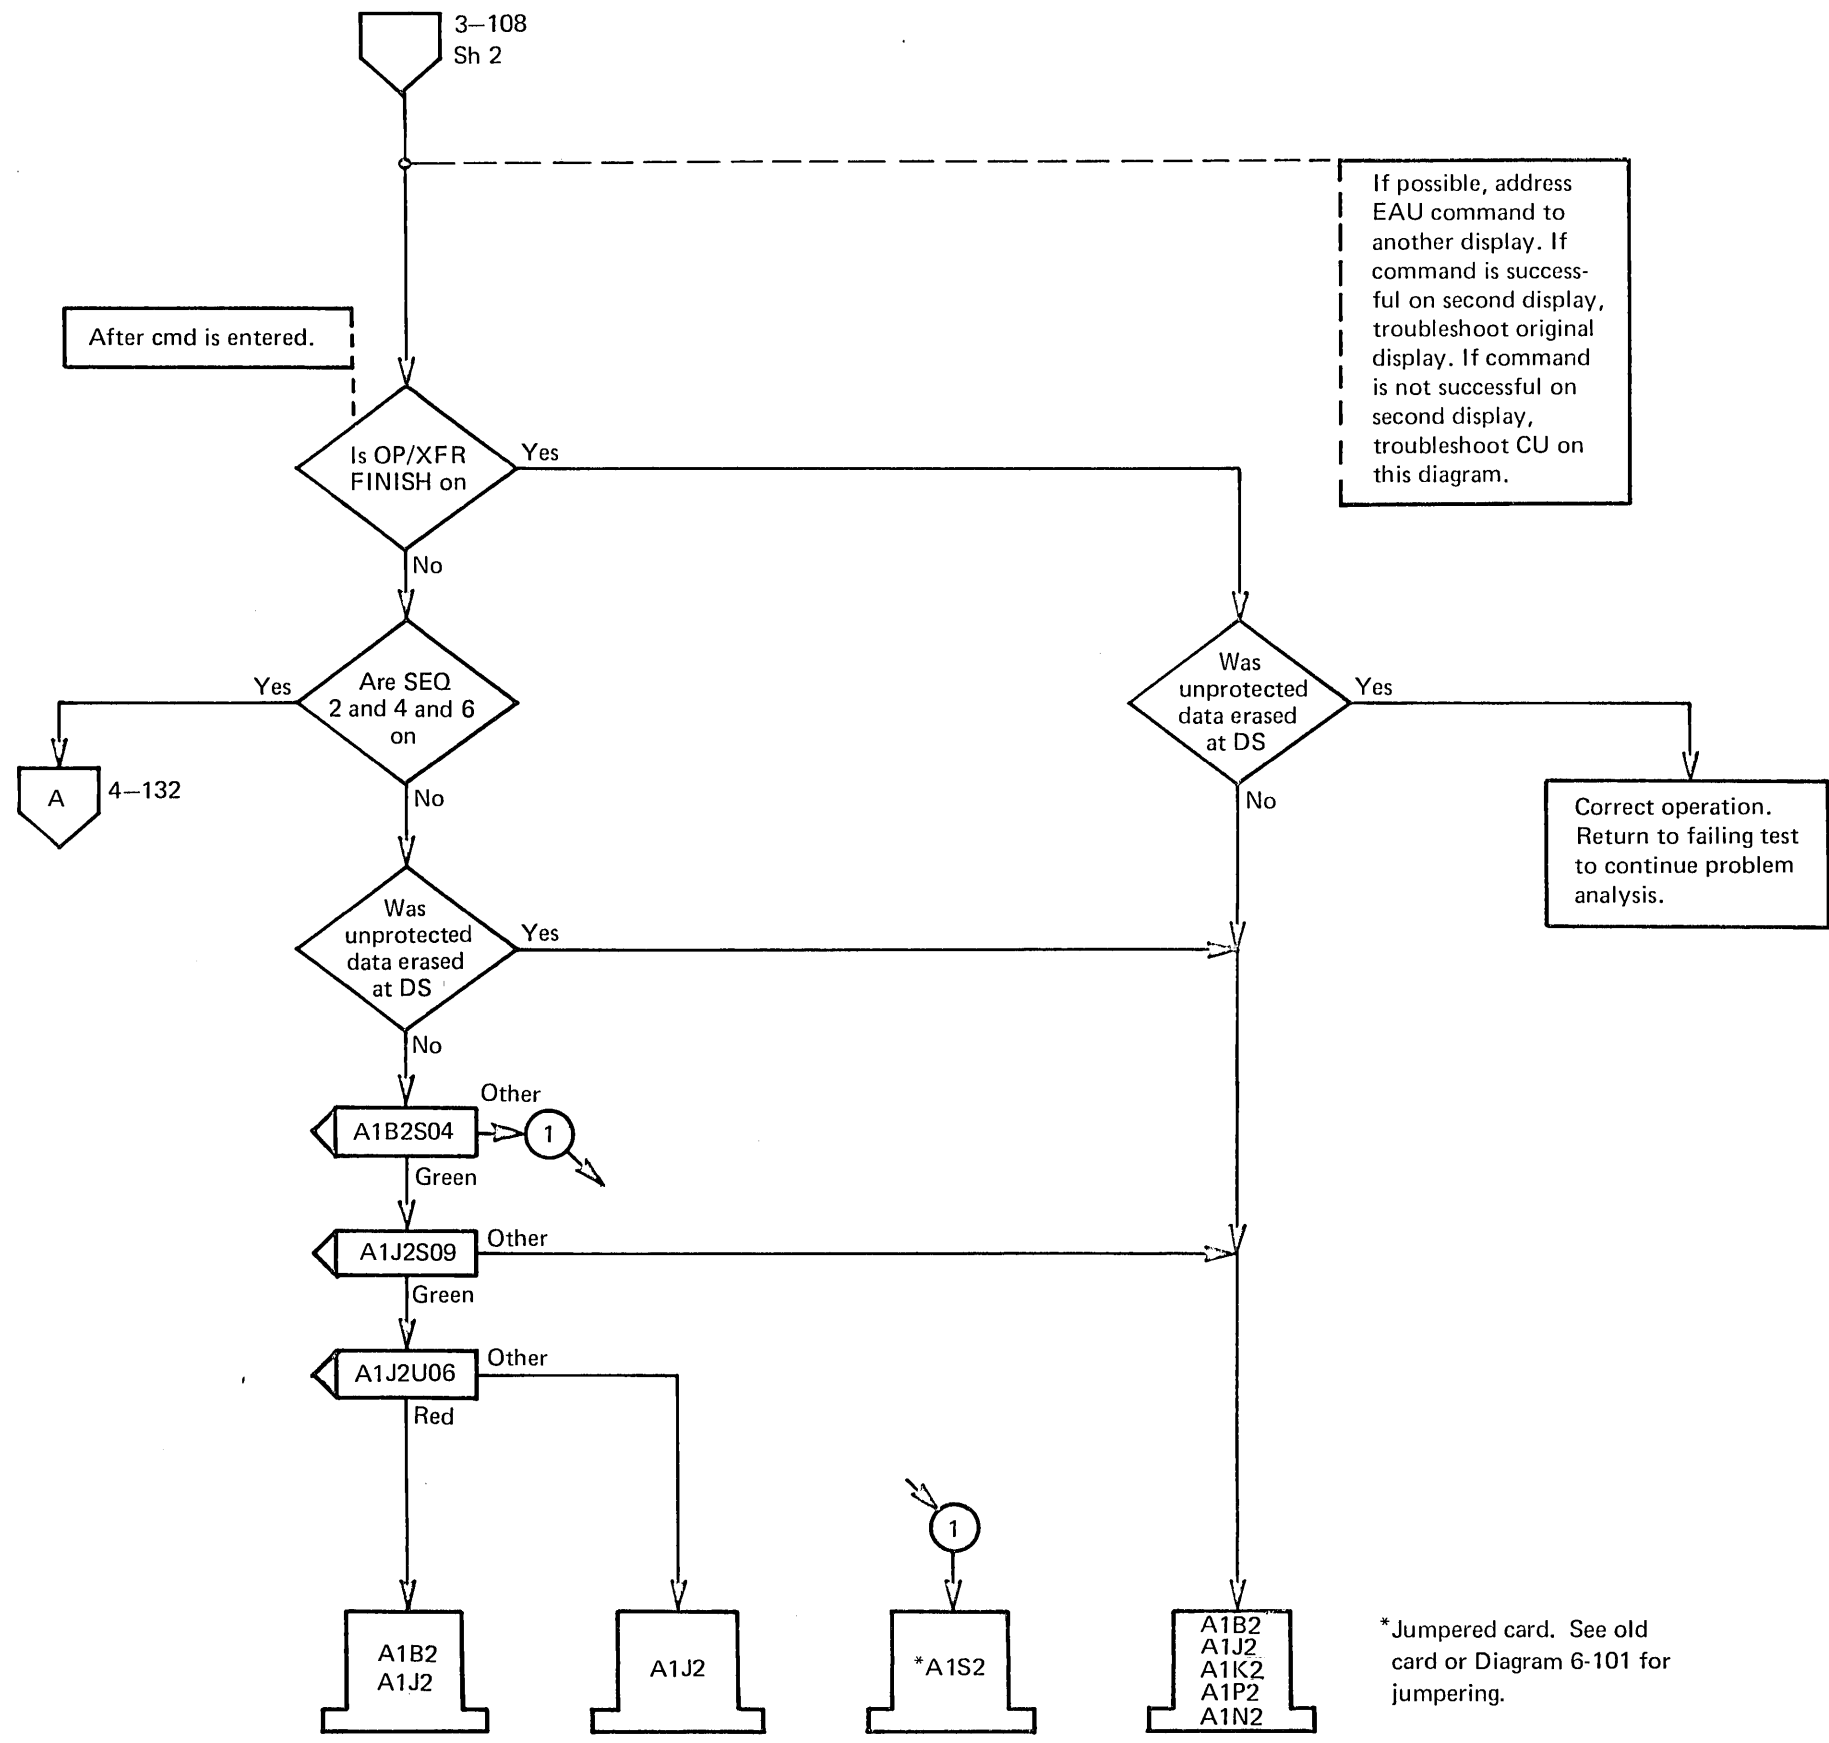 3–108
Sh 2
If possible, address
EAU command to
another display. If
command is success-
ful on second display,
troubleshoot original
display. If command
is not successful on
second display,
troubleshoot CU on
this diagram.
After cmd is entered.
Is OP/XFR
FINISH on
Yes
No
Are SEQ
2 and 4 and 6
on
Yes
No
A
4–132
Was
unprotected
data erased
at DS
Yes
No
Correct operation.
Return to failing test
to continue problem
analysis.
Was
unprotected
data erased
at DS
Yes
No
A1B2S04
Other
1
Green
A1J2S09
Other
Green
A1J2U06
Other
Red
1
A1B2
A1J2
A1J2
*A1S2
A1B2
A1J2
A1K2
A1P2
A1N2
*Jumpered card. See old
card or Diagram 6-101 for
jumpering.